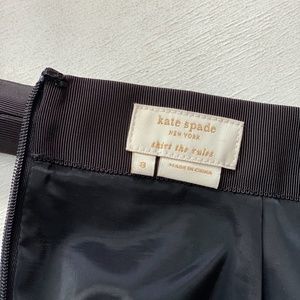 kate spade
NEW YORK
skirt the rules
8
MADE IN CHINA